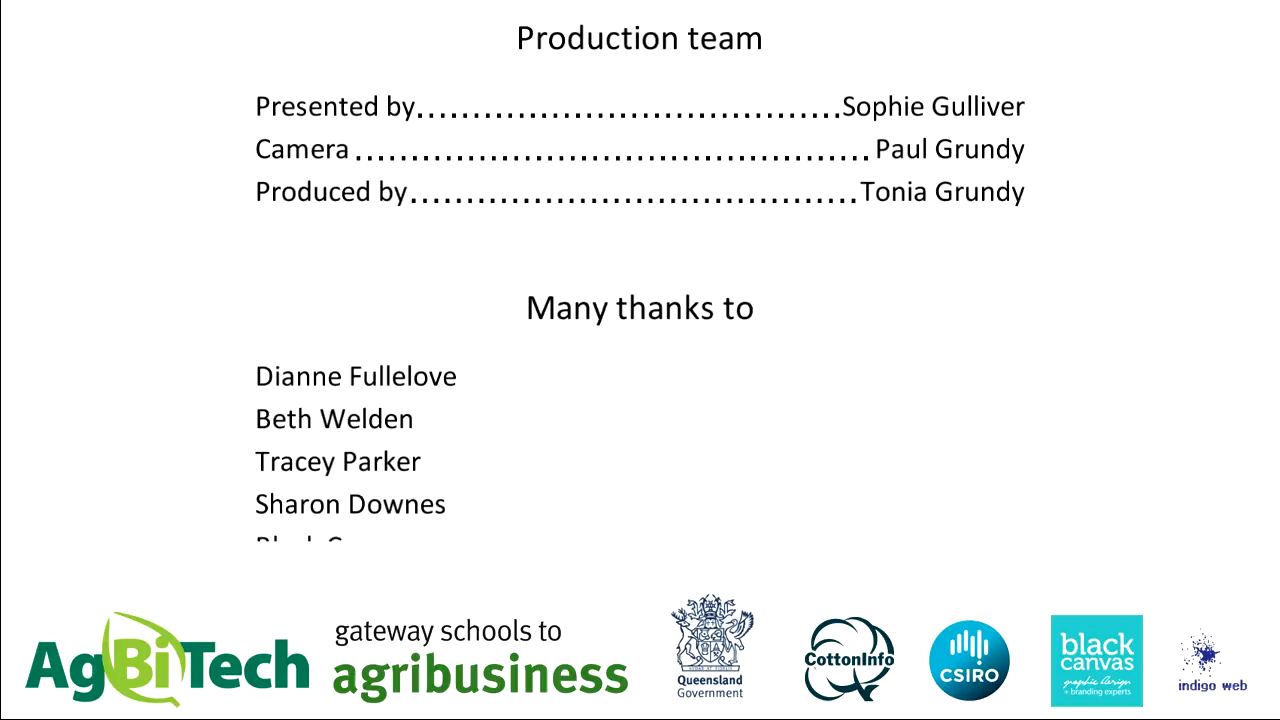 Production team
Presented by......................................Sophie Gulliver
Camera..............................................Paul Grundy
Produced by........................................Tonia Grundy
Many thanks to
Dianne Fullelove
Beth Welden
Tracey Parker
Sharon Downes
AgBiTech
gateway schools to
agribusiness
Queensland
Government
CottonInfo
CSIRO
black
canvas
graphic design
+ branding experts
indigo web